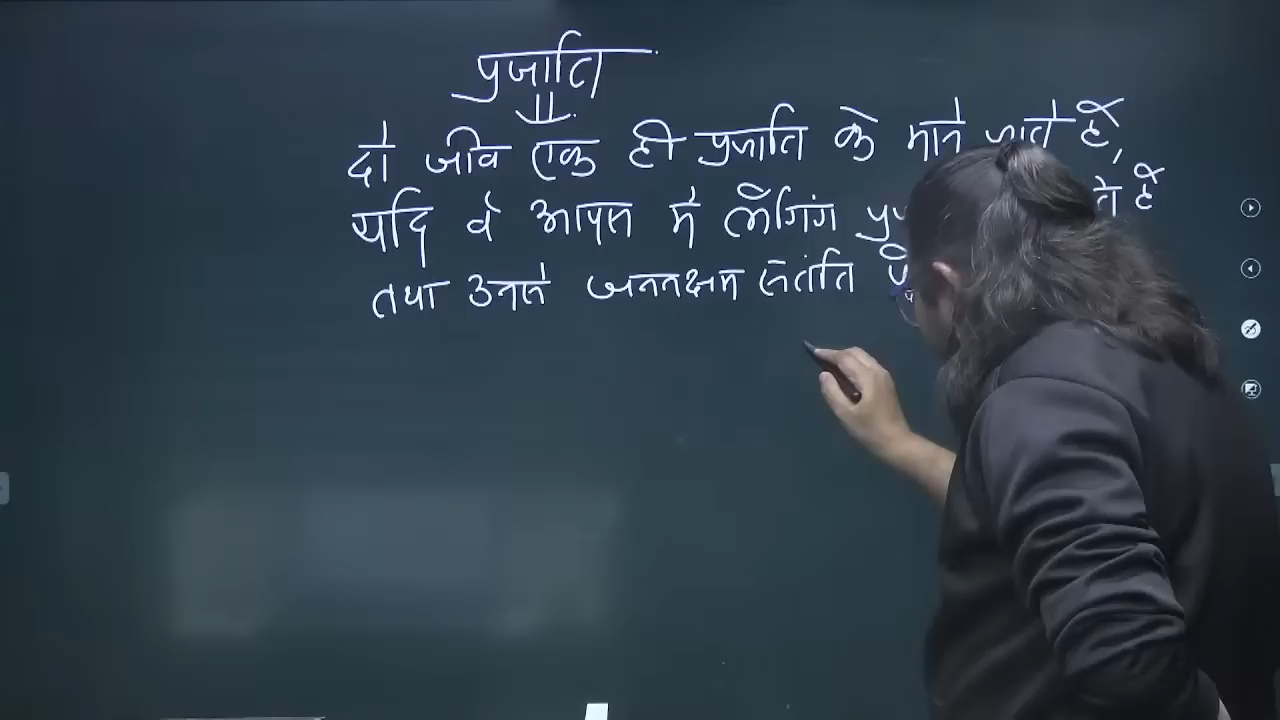 प्रजाति
दो जीव एक ही प्रजाति के माने जाते हैं,
यदि वे आपस में लैंगिंग है
तथा उनसे जननक्षम संतति